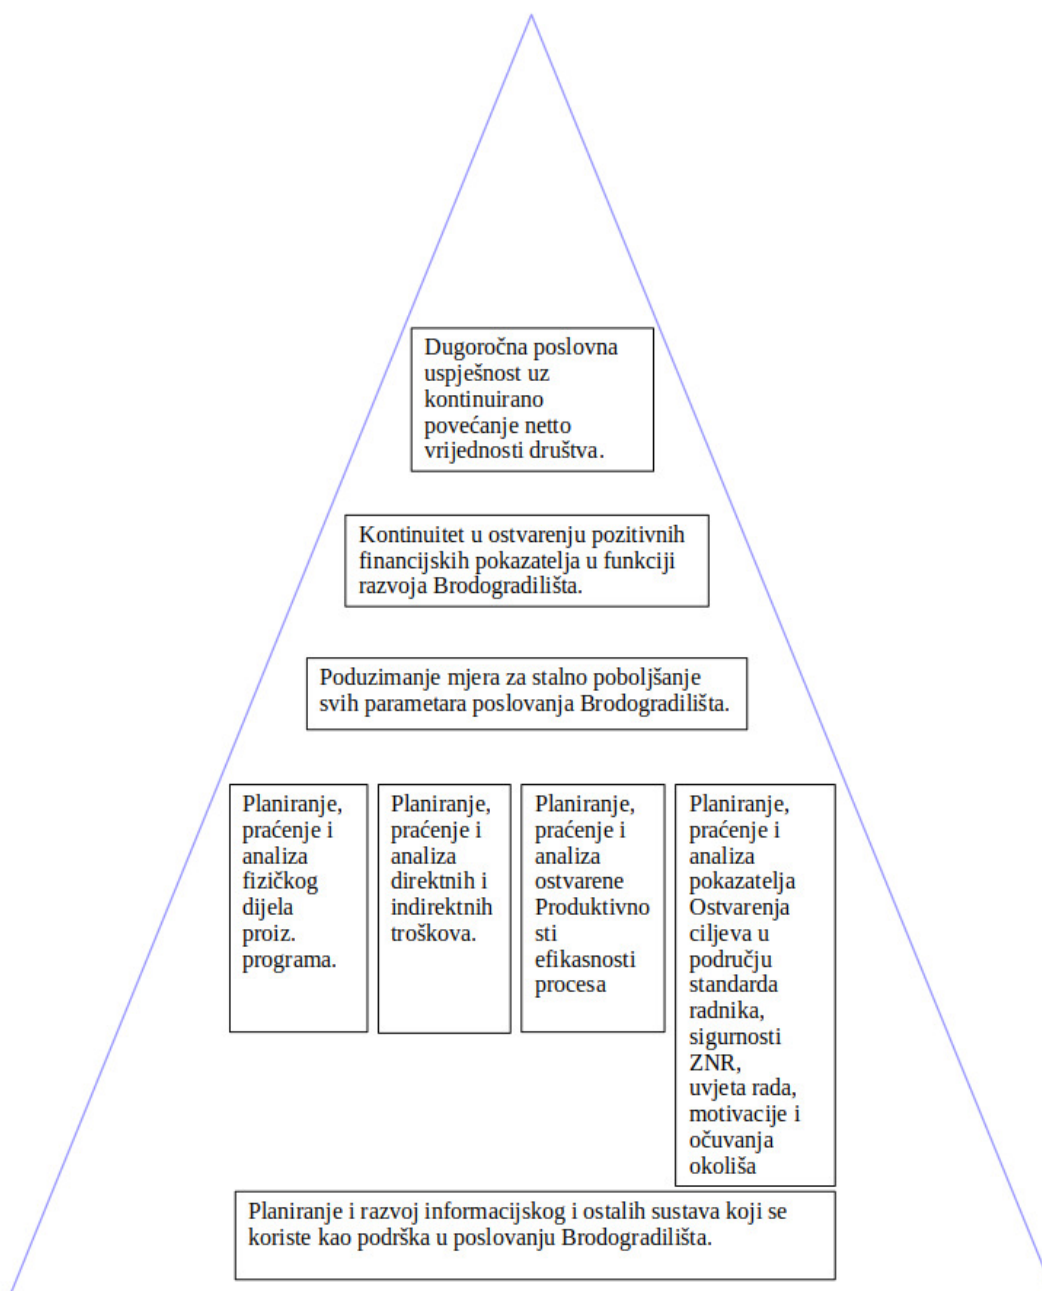 Dugoročna poslovna
uspješnost uz
kontinuirano
povećanje netto
vrijednosti društva.
Kontinuitet u ostvarenju pozitivnih
financijskih pokazatelja u funkciji
razvoja Brodogradilišta.
Poduzimanje mjera za stalno poboljšanje
svih parametara poslovanja Brodogradilišta.
Planiranje,
praćenje i
analiza
fizičkog
dijela
proiz.
programa.
Planiranje,
praćenje i
analiza
direktnih i
indirektnih
troškova.
Planiranje,
praćenje i
analiza
ostvarene
Produktivno
sti
efikasnosti
procesa
Planiranje,
praćenje i
analiza
pokazatelja
Ostvarenja
ciljeva u
području
standarda
radnika,
sigurnosti
ZNR,
uvjeta rada,
motivacije i
očuvanja
okoliša
Planiranje i razvoj informacijskog i ostalih sustava koji se
koriste kao podrška u poslovanju Brodogradilišta.